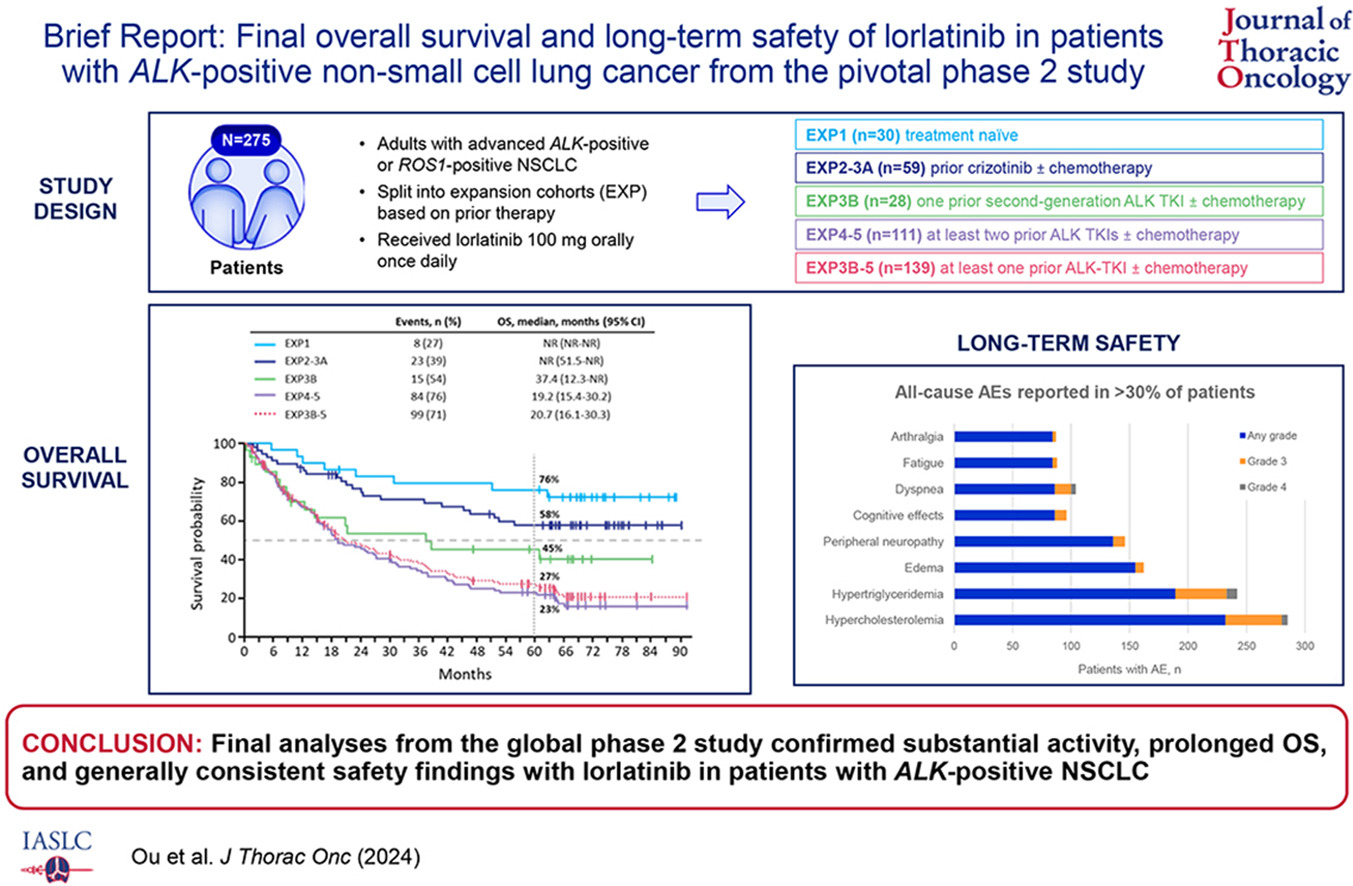 Brief Report: Final overall survival and long-term safety of lorlatinib in patients
with ALK-positive non-small cell lung cancer from the pivotal phase 2 study
Journal of
Thoracic
Oncology
STUDY
DESIGN
N=275
Patients
• Adults with advanced ALK-positive
or ROS1-positive NSCLC
• Split into expansion cohorts (EXP)
based on prior therapy
• Received lorlatinib 100 mg orally
once daily
EXP1 (n=30) treatment naïve
EXP2-3A (n=59) prior crizotinib ± chemotherapy
EXP3B (n=28) one prior second-generation ALK TKI ± chemotherapy
EXP4-5 (n=111) at least two prior ALK TKIs ± chemotherapy
EXP3B-5 (n=139) at least one prior ALK-TKI ± chemotherapy
OVERALL
SURVIVAL
Events, n (%) OS, median, months (95% CI)
EXP1 8 (27) NR (NR-NR)
EXP2-3A 23 (39) NR (51.5-NR)
EXP3B 15 (54) 37.4 (12.3-NR)
EXP4-5 84 (76) 19.2 (15.4-30.2)
EXP3B-5 99 (71) 20.7 (16.1-30.3)
Survival probability
100
80
60
40
20
0
76%
58%
45%
27%
23%
0 6 12 18 24 30 36 42 48 54 60 66 72 78 84 90
Months
LONG-TERM SAFETY
All-cause AEs reported in >30% of patients
Arthralgia
Fatigue
Dyspnea
Cognitive effects
Peripheral neuropathy
Edema
Hypertriglyceridemia
Hypercholesterolemia
Any grade
Grade 3
Grade 4
0 50 100 150 200 250 300
Patients with AE, n
CONCLUSION: Final analyses from the global phase 2 study confirmed substantial activity, prolonged OS,
and generally consistent safety findings with lorlatinib in patients with ALK-positive NSCLC
IASLC
Ou et al. J Thorac Onc (2024)